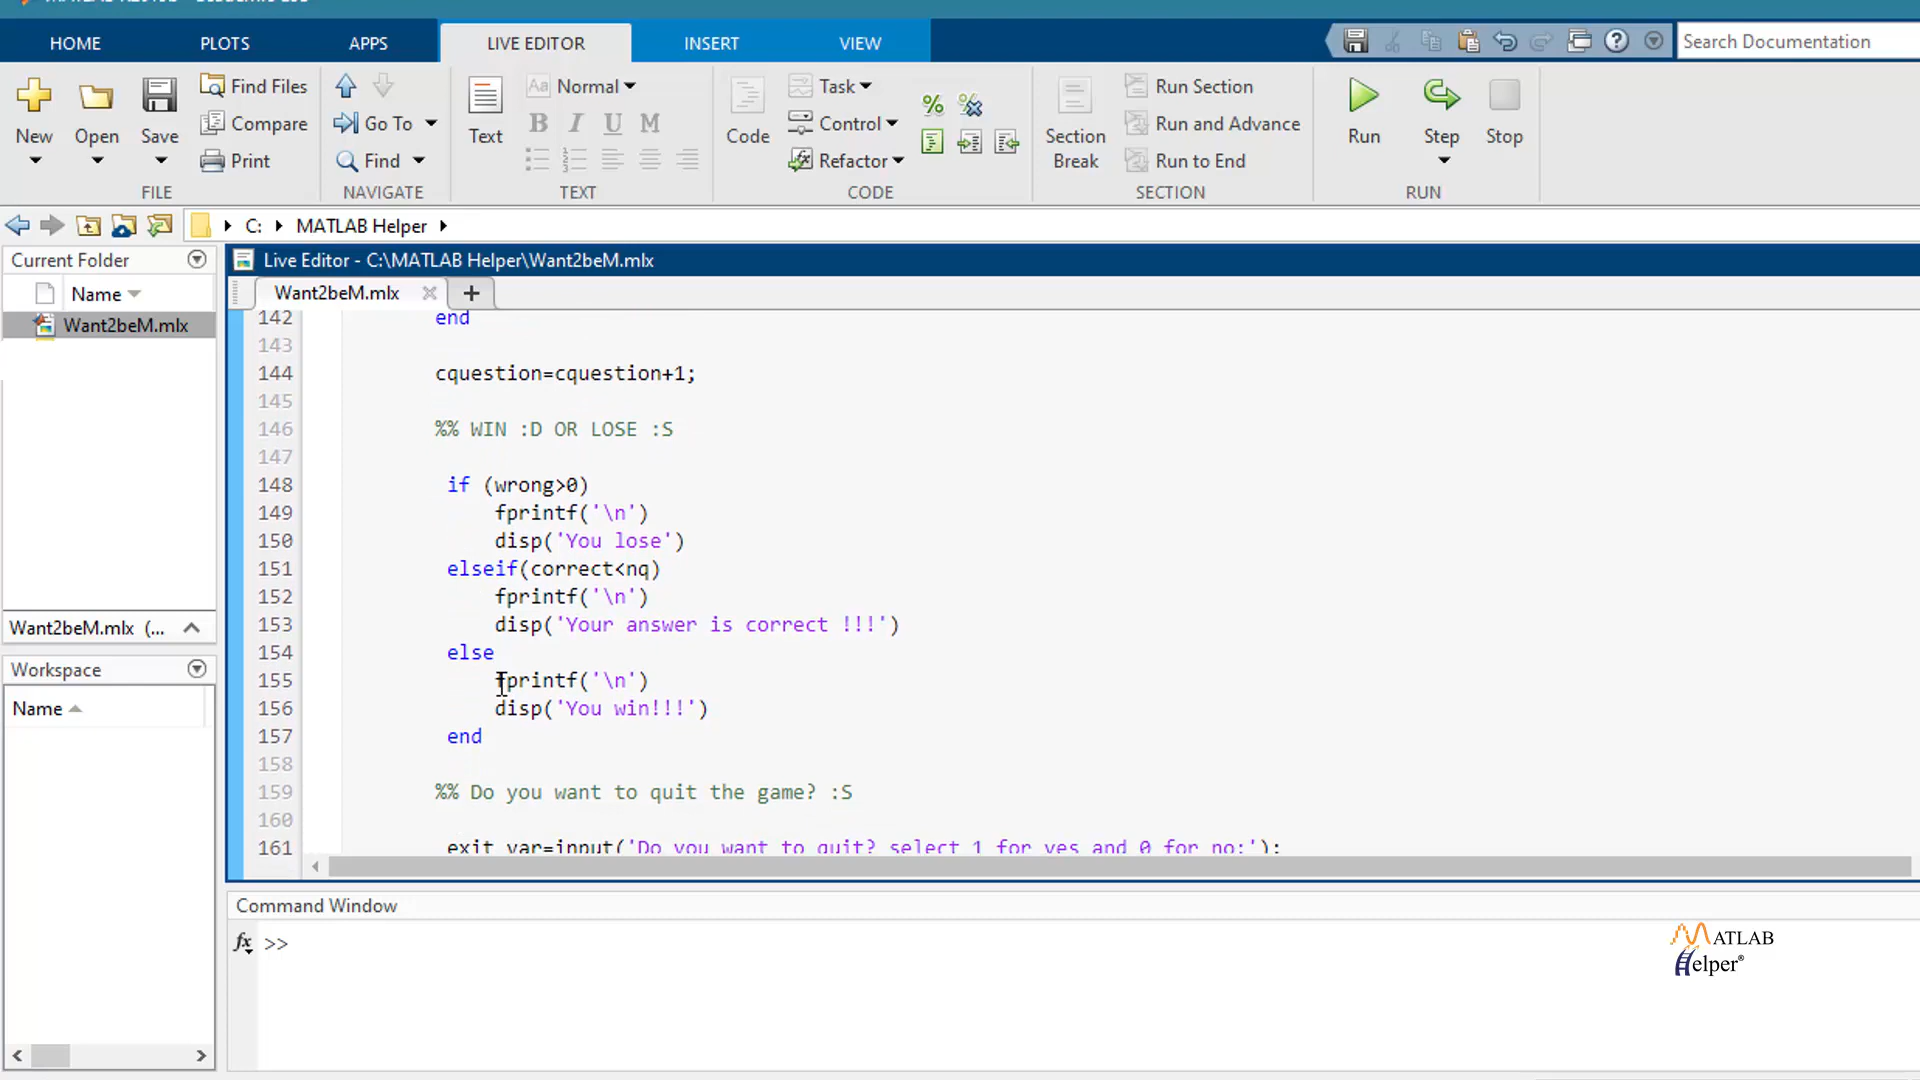 HOME PLOTS APPS LIVE EDITOR INSERT VIEW Search Documentation
New Open Save Find Files Compare Print
FILE
Go To Find
NAVIGATE
Text Aa Normal B I U M
TEXT
Code Task Control Refactor % %
CODE
Section Break Run Section Run and Advance Run to End
SECTION
Run Step Stop
RUN
C: MATLAB Helper
Current Folder
Name
Want2beM.mlx
Want2beM.mlx (...
Workspace
Name
Live Editor - C:\MATLAB Helper\Want2beM.mlx
Want2beM.mlx
142 end
143
144 cquestion=cquestion+1;
145
146 %% WIN :D OR LOSE :S
147
148 if (wrong>0)
149 fprintf('\n')
150 disp('You lose')
151 elseif(correct<nq)
152 fprintf('\n')
153 disp('Your answer is correct !!!')
154 else
155 fprintf('\n')
156 disp('You win!!!')
157 end
158
159 %% Do you want to quit the game? :S
160
161 exit_var=input('Do you want to quit? select 1 for yes and 0 for no:');
Command Window
fx >>
MATLAB
Helper®